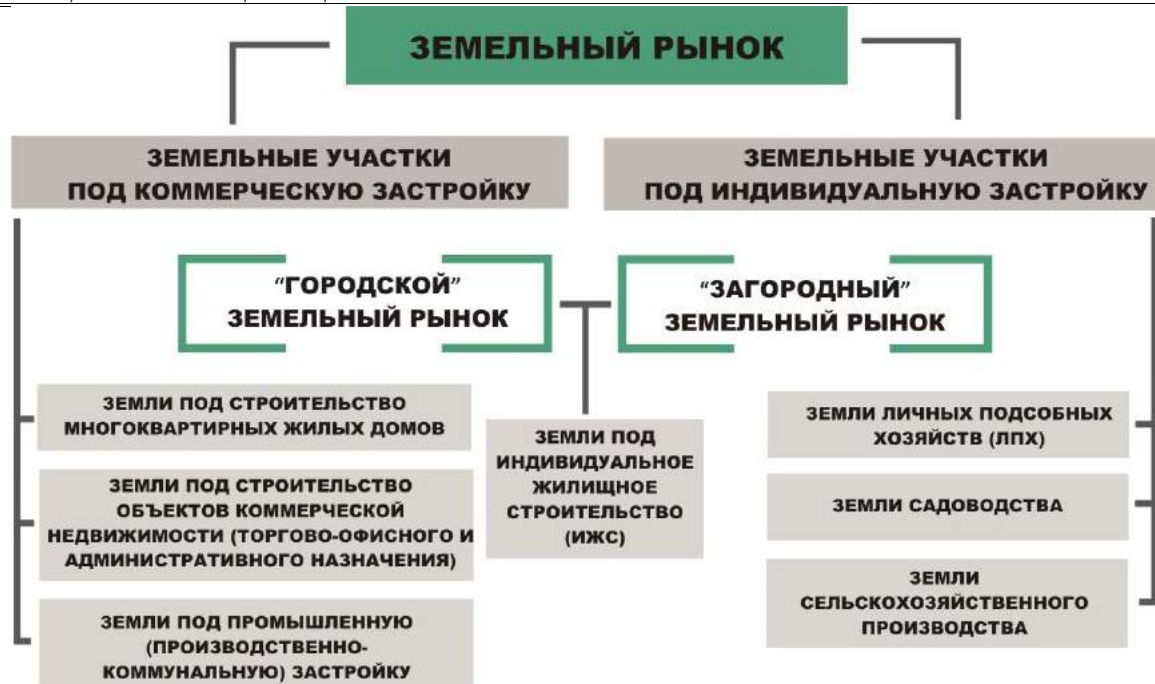 ЗЕМЕЛЬНЫЙ РЫНОК
ЗЕМЕЛЬНЫЕ УЧАСТКИ
ПОД КОММЕРЧЕСКУЮ ЗАСТРОЙКУ
ЗЕМЕЛЬНЫЕ УЧАСТКИ
ПОД ИНДИВИДУАЛЬНУЮ ЗАСТРОЙКУ
“ГОРОДСКОЙ”
ЗЕМЕЛЬНЫЙ РЫНОК
“ЗАГОРОДНЫЙ”
ЗЕМЕЛЬНЫЙ РЫНОК
ЗЕМЛИ ПОД СТРОИТЕЛЬСТВО
МНОГОКВАРТИРНЫХ ЖИЛЫХ ДОМОВ
ЗЕМЛИ ПОД СТРОИТЕЛЬСТВО
ОБЪЕКТОВ КОММЕРЧЕСКОЙ
НЕДВИЖИМОСТИ (ТОРГОВО-ОФИСНОГО И
АДМИНИСТРАТИВНОГО НАЗНАЧЕНИЯ)
ЗЕМЛИ ПОД ПРОМЫШЛЕННУЮ
(ПРОИЗВОДСТВЕННО-
КОММУНАЛЬНУЮ) ЗАСТРОЙКУ
ЗЕМЛИ ПОД
ИНДИВИДУАЛЬНОЕ
ЖИЛИЩНОЕ
СТРОИТЕЛЬСТВО
(ИЖС)
ЗЕМЛИ ЛИЧНЫХ ПОДСОБНЫХ
ХОЗЯЙСТВ (ЛПХ)
ЗЕМЛИ САДОВОДСТВА
ЗЕМЛИ
СЕЛЬСКОХОЗЯЙСТВЕННОГО
ПРОИЗВОДСТВА